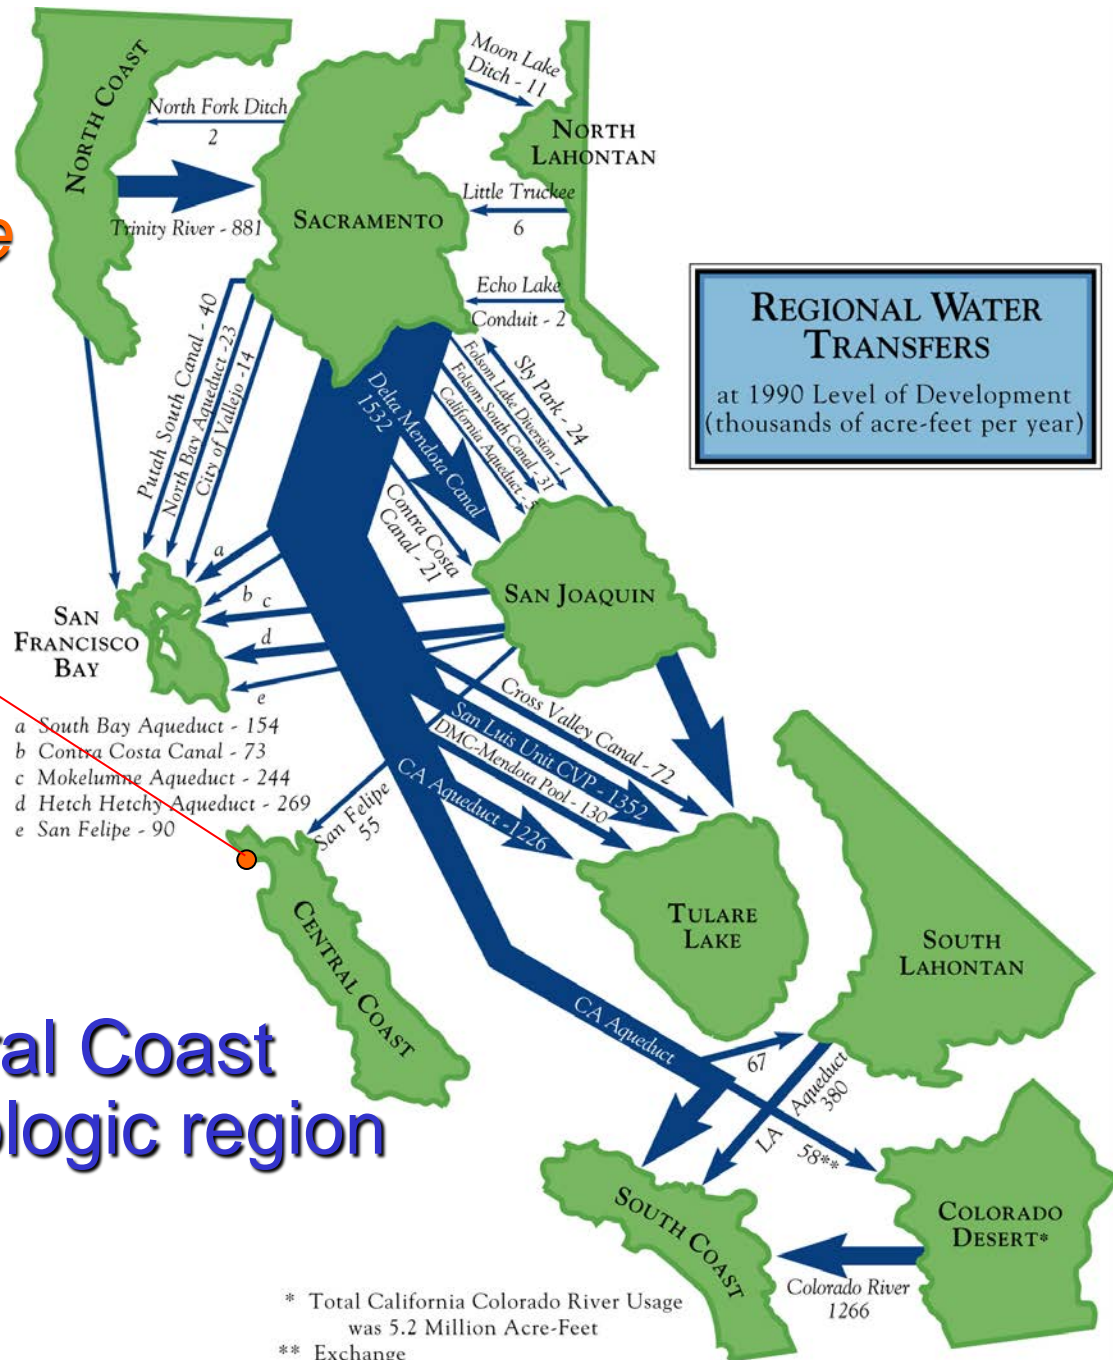 Moon Lake
Ditch - 11
NORTH COAST
North Fork Ditch
2
NORTH
LAHONTAN
Little Truckee
6
SACRAMENTO
Trinity River - 881
e
Echo Lake
Conduit - 2
REGIONAL WATER
TRANSFERS
at 1990 Level of Development
(thousands of acre-feet per year)
Putah South Canal - 40
North Bay Aqueduct -23
City of Vallejo -14
Delta Mendota Canal
1532
Folsom Lake Diversion - 1
Folsom South Canal - 31
California Aqueduct - 5
Sly Park - 24
Contra Costa
Canal - 21
a
b
c
d
e
SAN JOAQUIN
SAN
FRANCISCO
BAY
a South Bay Aqueduct - 154
b Contra Costa Canal - 73
c Mokelumne Aqueduct - 244
d Hetch Hetchy Aqueduct - 269
e San Felipe - 90
Cross Valley Canal - 72
San Luis Unit CVP - 1352
DMC-Mendota Pool - 130
CA Aqueduct -1226
San Felipe
55
CENTRAL COAST
TULARE
LAKE
SOUTH
LAHONTAN
CA Aqueduct
67
LA Aqueduct
380
58**
ral Coast
ologic region
SOUTH COAST
COLORADO
DESERT*
Colorado River
1266
* Total California Colorado River Usage
was 5.2 Million Acre-Feet
** Exchange